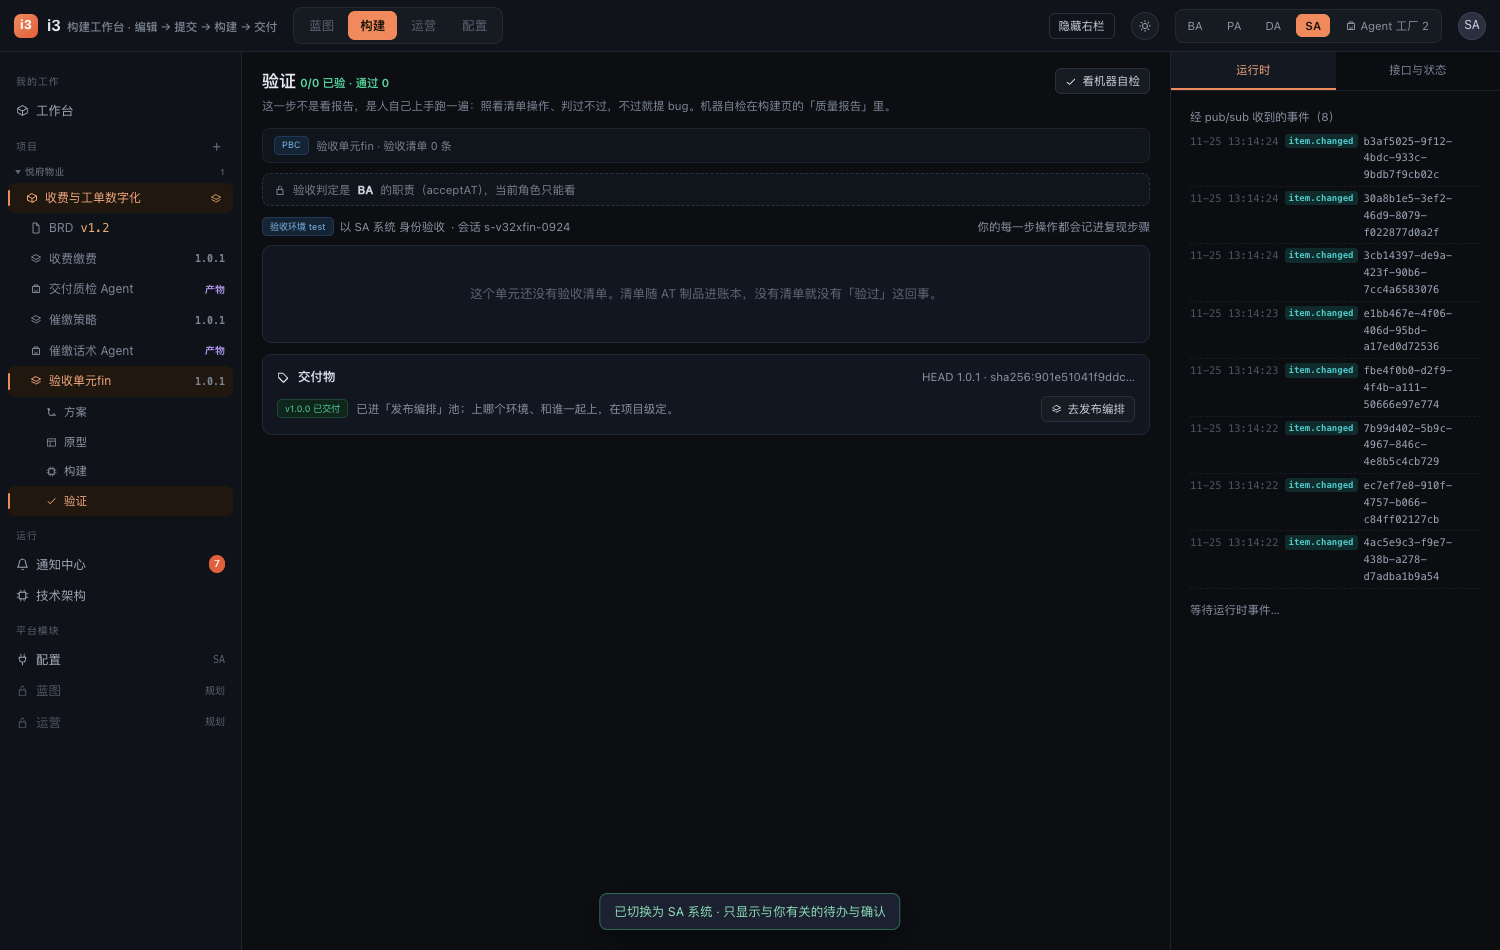 i3 i3 构建工作台 · 编辑 → 提交 → 构建 → 交付 蓝图 构建 运营 配置 隐藏右栏 BA PA DA SA Agent 工厂 2 SA
我的工作
工作台
项目 +
悦府物业 1
收费与工单数字化
BRD v1.2
收费缴费 1.0.1
交付质检 Agent 产物
催缴策略 1.0.1
催缴话术 Agent 产物
验收单元fin 1.0.1
方案
原型
构建
验证
运行
通知中心 7
技术架构
平台模块
配置 SA
蓝图 规划
运营 规划
验证 0/0 已验 · 通过 0 看机器自检
这一步不是看报告，是人自己上手跑一遍：照着清单操作、判过不过，不过就提 bug。机器自检在构建页的「质量报告」里。
PBC 验收单元fin · 验收清单 0 条
验收判定是 BA 的职责（acceptAT），当前角色只能看
验收环境 test 以 SA 系统 身份验收 · 会话 s-v32xfin-0924 你的每一步操作都会记进复现步骤
这个单元还没有验收清单。清单随 AT 制品进账本，没有清单就没有「验过」这回事。
交付物 HEAD 1.0.1 · sha256:901e51041f9ddc...
v1.0.0 已交付 已进「发布编排」池；上哪个环境、和谁一起上，在项目级定。 去发布编排
已切换为 SA 系统 · 只显示与你有关的待办与确认
运行时 接口与状态
经 pub/sub 收到的事件（8）
11-25 13:14:24 item.changed b3af5025-9f12-
4bdc-933c-
9bdb7f9cb02c
11-25 13:14:24 item.changed 30a8b1e5-3ef2-
46d9-8079-
f022877d0a2f
11-25 13:14:24 item.changed 3cb14397-de9a-
423f-90b6-
7cc4a6583076
11-25 13:14:23 item.changed e1bb467e-4f06-
406d-95bd-
a17ed0d72536
11-25 13:14:23 item.changed fbe4f0b0-d2f9-
4f4b-a111-
50666e97e774
11-25 13:14:22 item.changed 7b99d402-5b9c-
4967-846c-
4e8b5c4cb729
11-25 13:14:22 item.changed ec7ef7e8-910f-
4757-b066-
c84ff02127cb
11-25 13:14:22 item.changed 4ac5e9c3-f9e7-
438b-a278-
d7adba1b9a54
等待运行时事件...